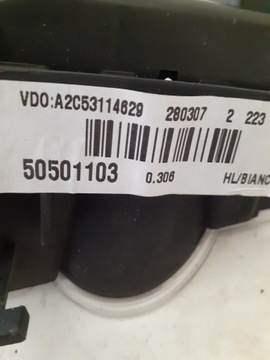 VDO:A2C53114629 280307 2 223
50501103 0.306 HL/BIANC